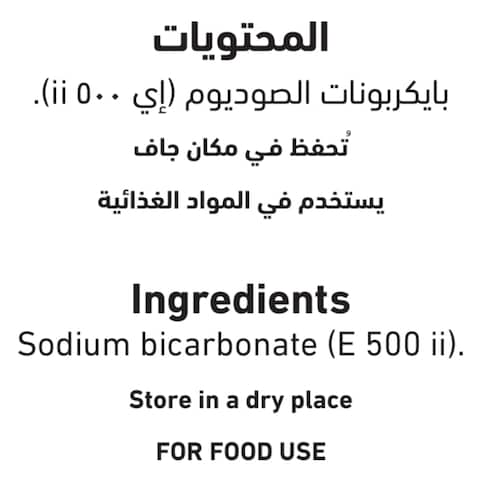 المحتويات
بايكربونات الصوديوم (إي ٥٠٠ ii).
تُحفظ في مكان جاف
يستخدم في المواد الغذائية
Ingredients
Sodium bicarbonate (E 500 ii).
Store in a dry place
FOR FOOD USE